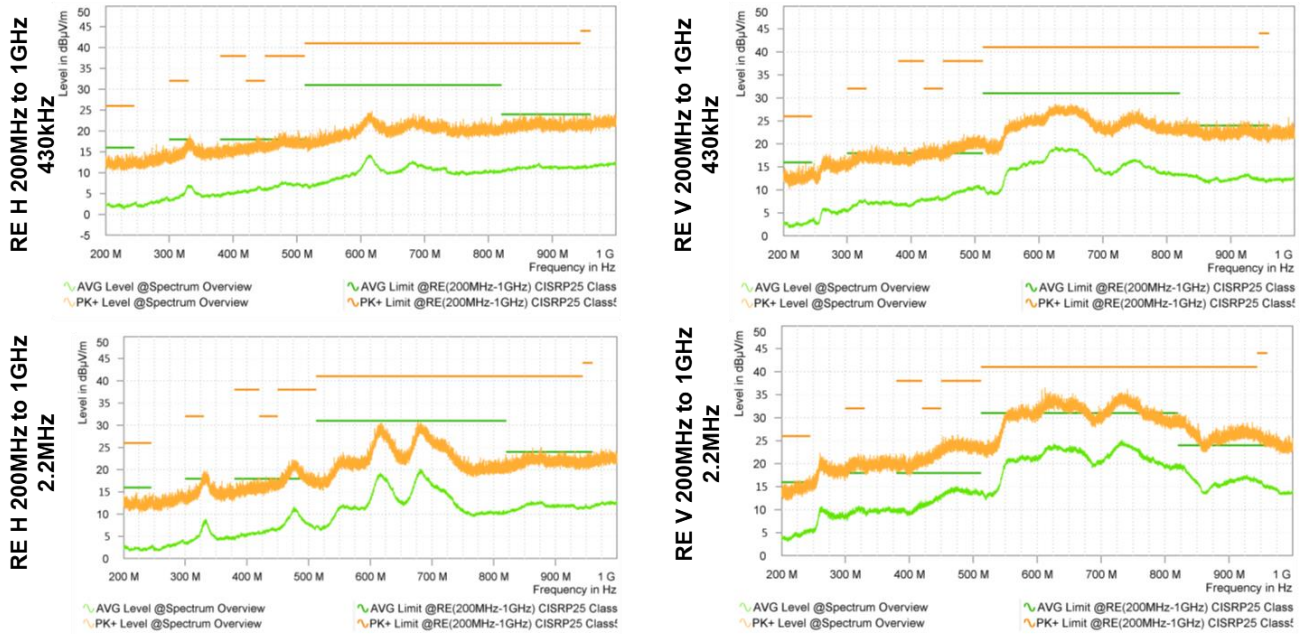 RE H 200MHz to 1GHz
430kHz
Level in dBµV/m
50
45
40
35
30
25
20
15
10
5
0
-5
200 M 300 M 400 M 500 M 600 M 700 M 800 M 900 M 1 G
Frequency in Hz
AVG Level @Spectrum Overview
AVG Limit @RE(200MHz-1GHz) CISRP25 Class
PK+ Level @Spectrum Overview
PK+ Limit @RE(200MHz-1GHz) CISRP25 Class
RE V 200MHz to 1GHz
430kHz
Level in dBµV/m
50
45
40
35
30
25
20
15
10
5
0
200 M 300 M 400 M 500 M 600 M 700 M 800 M 900 M 1 G
Frequency in Hz
AVG Level @Spectrum Overview
AVG Limit @RE(200MHz-1GHz) CISRP25 Class
PK+ Level @Spectrum Overview
PK+ Limit @RE(200MHz-1GHz) CISRP25 Class
RE H 200MHz to 1GHz
2.2MHz
Level in dBµV/m
50
45
40
35
30
25
20
15
10
5
0
200 M 300 M 400 M 500 M 600 M 700 M 800 M 900 M 1 G
Frequency in Hz
AVG Level @Spectrum Overview
AVG Limit @RE(200MHz-1GHz) CISRP25 Class
PK+ Level @Spectrum Overview
PK+ Limit @RE(200MHz-1GHz) CISRP25 Class
RE V 200MHz to 1GHz
2.2MHz
Level in dBµV/m
50
45
40
35
30
25
20
15
10
5
0
200 M 300 M 400 M 500 M 600 M 700 M 800 M 900 M 1 G
Frequency in Hz
AVG Level @Spectrum Overview
AVG Limit @RE(200MHz-1GHz) CISRP25 Class
PK+ Level @Spectrum Overview
PK+ Limit @RE(200MHz-1GHz) CISRP25 Class